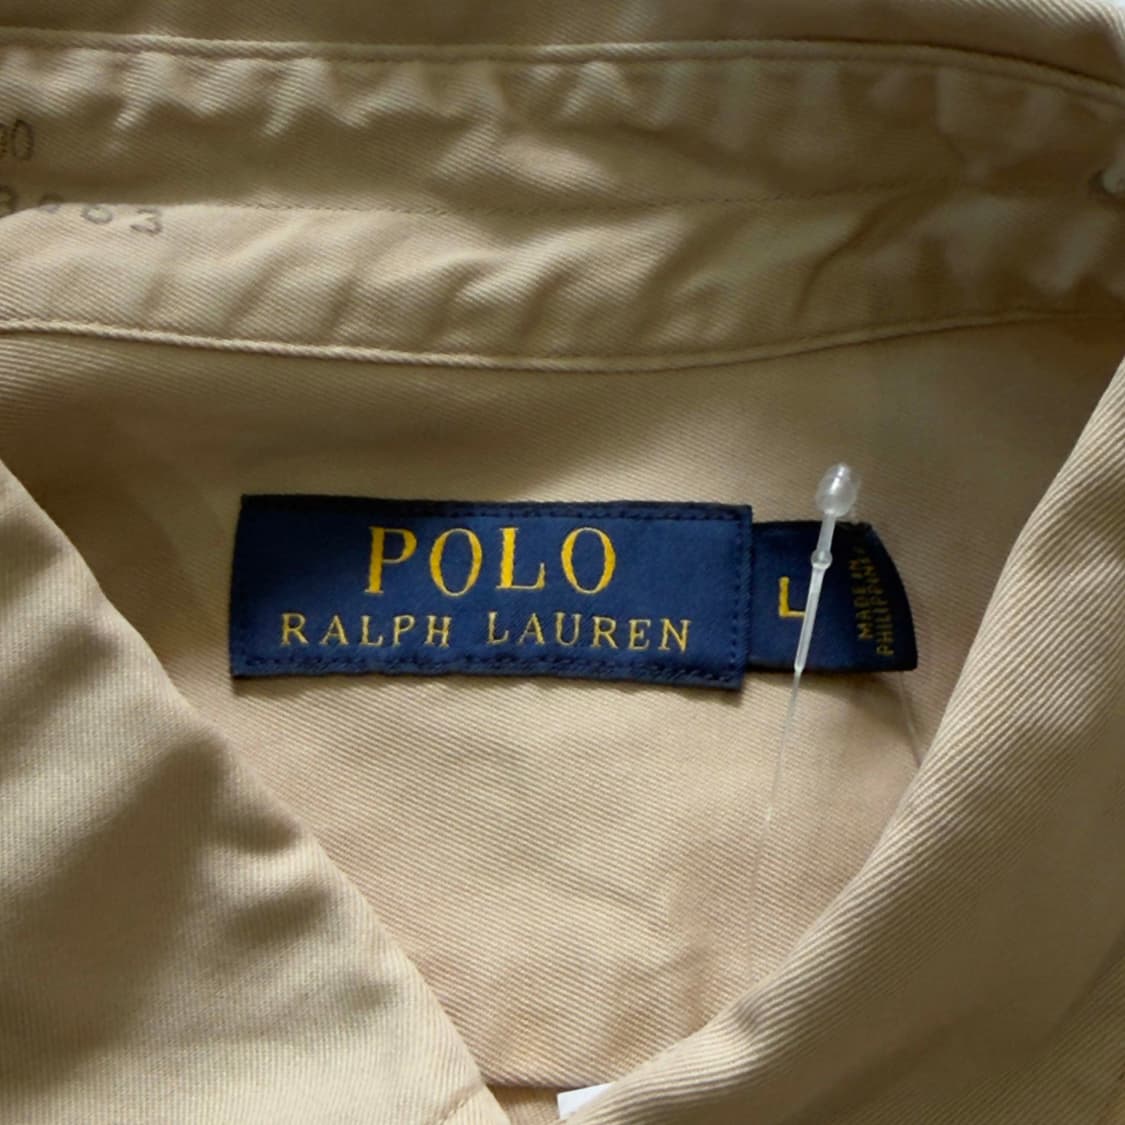 POLO
RALPH LAUREN
L
MADE IN
PHILIPPINES